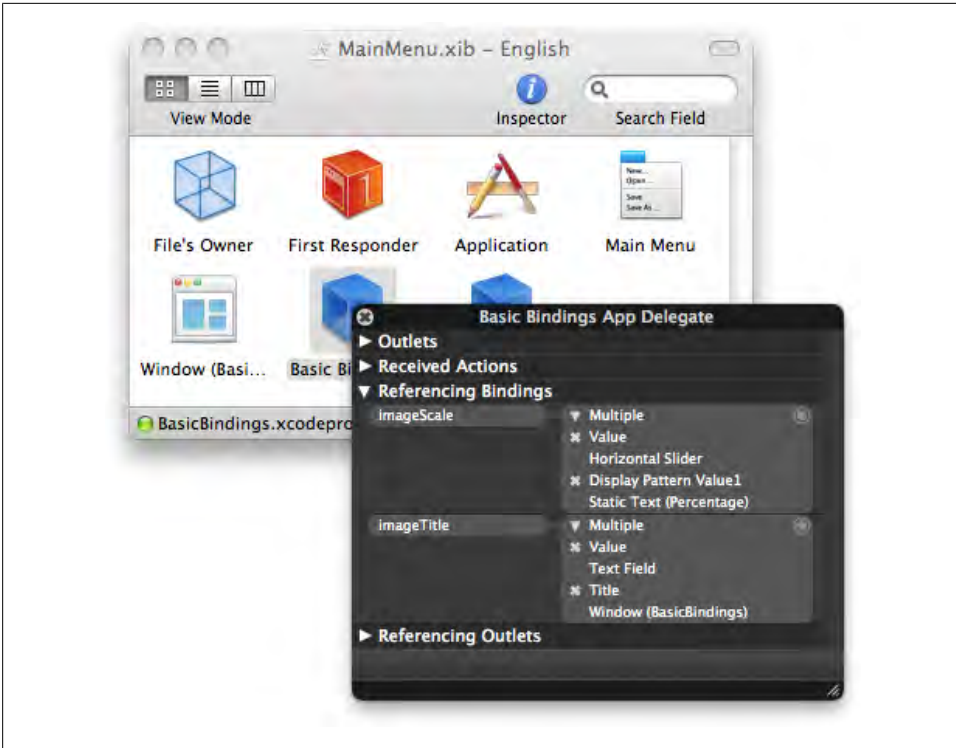 MainMenu.xib – English
View Mode
Inspector
Search Field
1
New...
Open...
Save
Save As...
File's Owner
First Responder
Application
Main Menu
Window (Basi...
Basic Bi
BasicBindings.xcodepro
Basic Bindings App Delegate
Outlets
Received Actions
Referencing Bindings
imageScale
Multiple
Value
Horizontal Slider
Display Pattern Value1
Static Text (Percentage)
imageTitle
Multiple
Value
Text Field
Title
Window (BasicBindings)
Referencing Outlets